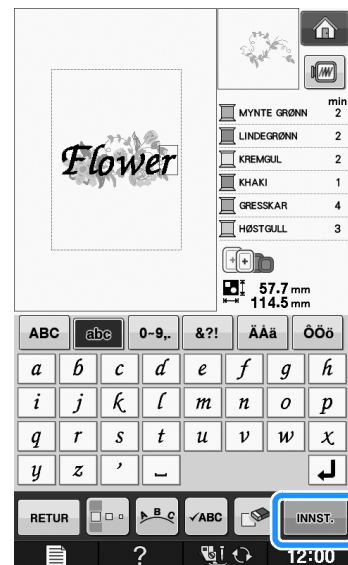 Flower
min
MYNTE GRØNN 2
LINDEGRØNN 2
KREMGUL 2
KHAKI 1
GRESSKAR 4
HØSTGULL 3
57.7 mm
114.5 mm
ABC abc 0~9,. &?! ÄÅä ÔÖö
a b c d e f g h
i j k l m n o p
q r s t u v w x
y z ’ _
RETUR A B C ✓ABC INNST.
? 12:00